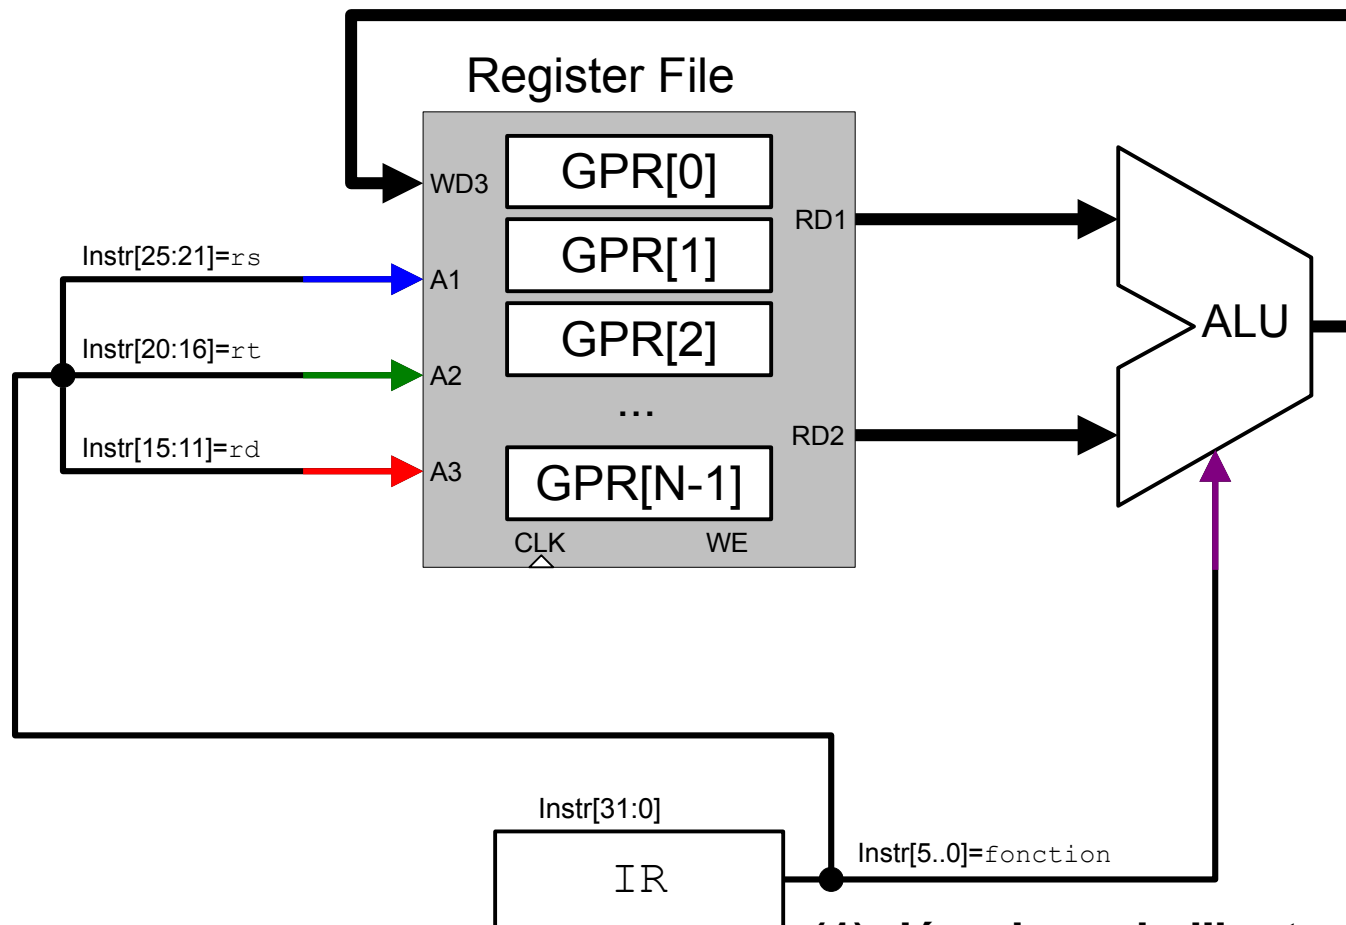 Register File
WD3
GPR[0]
RD1
GPR[1]
Instr[25:21]=rs
A1
GPR[2]
ALU
Instr[20:16]=rt
A2
...
RD2
Instr[15:11]=rd
A3
GPR[N-1]
CLK
WE
Instr[31:0]
IR
Instr[5..0]=fonction